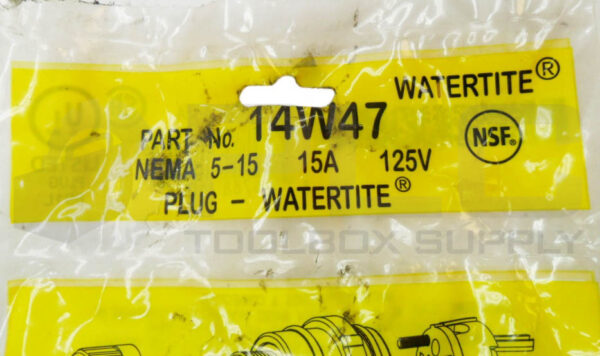 WATERTITE®
PART No. 14W47
NSF®
NEMA 5-15 15A 125V
PLUG - WATERTITE®
TOOLBOX SUPPLY